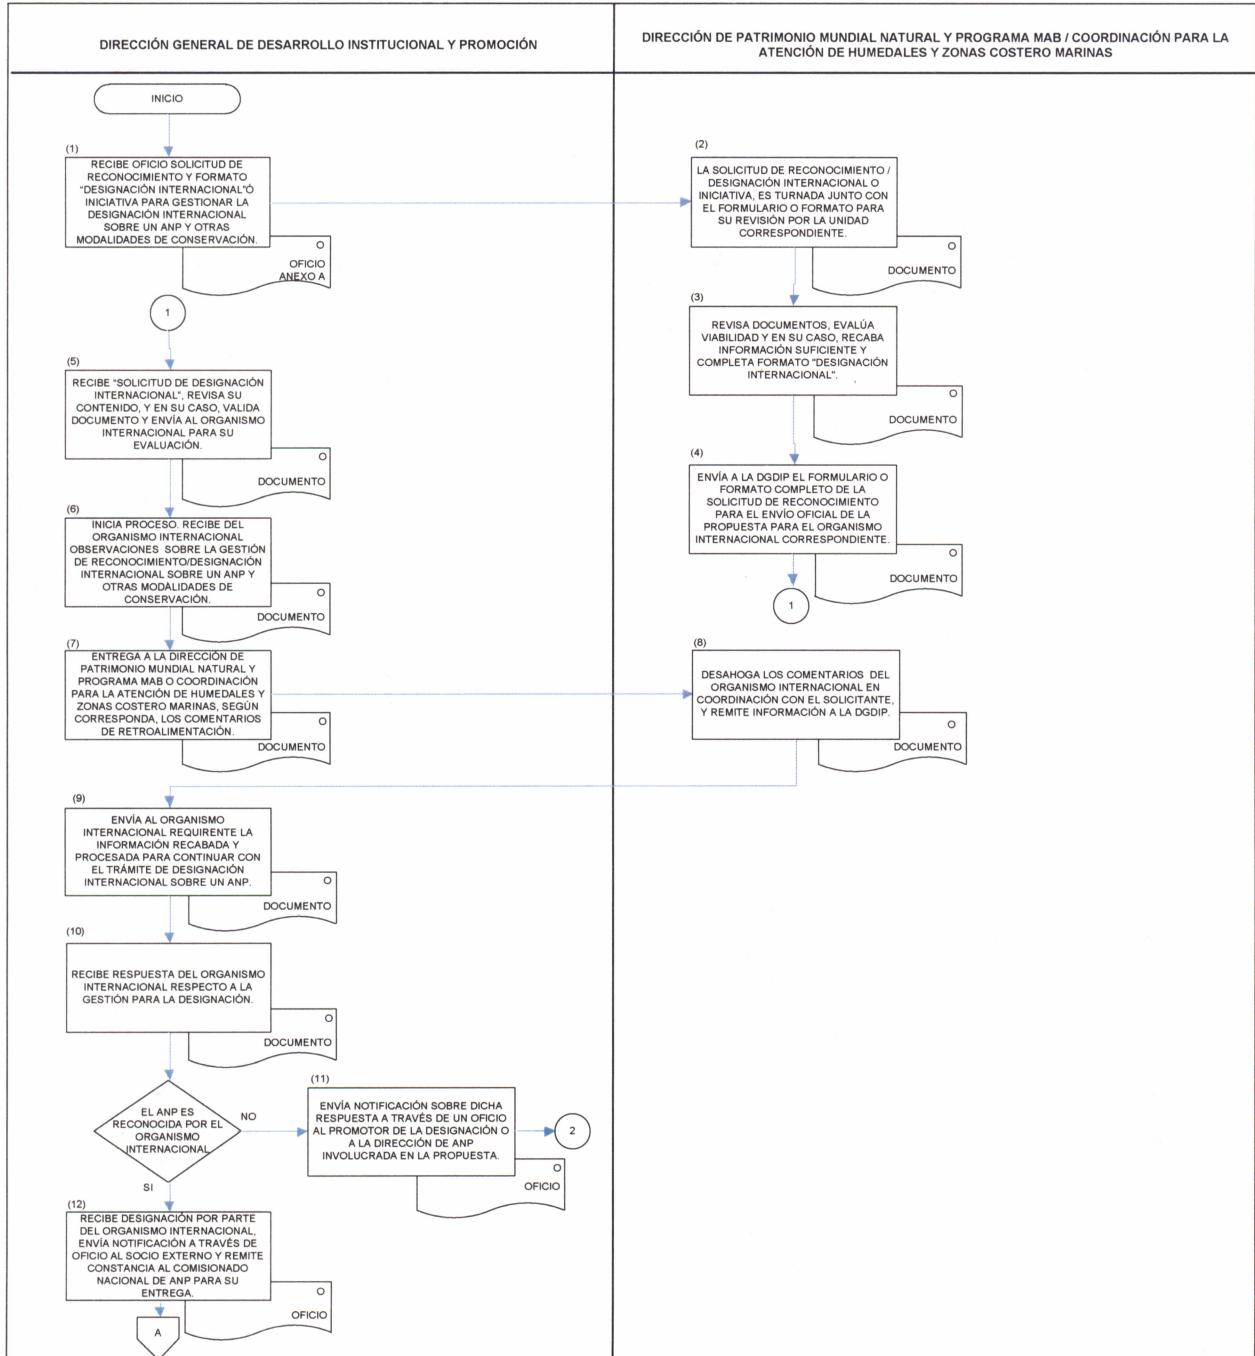 DIRECCIÓN GENERAL DE DESARROLLO INSTITUCIONAL Y PROMOCIÓN
DIRECCIÓN DE PATRIMONIO MUNDIAL NATURAL Y PROGRAMA MAB / COORDINACIÓN PARA LA
ATENCIÓN DE HUMEDALES Y ZONAS COSTERO MARINAS
INICIO
(1)
RECIBE OFICIO SOLICITUD DE
RECONOCIMIENTO Y FORMATO
"DESIGNACIÓN INTERNACIONAL"Ó
INICIATIVA PARA GESTIONAR LA
DESIGNACIÓN INTERNACIONAL
SOBRE UN ANP Y OTRAS
MODALIDADES DE CONSERVACIÓN.
OFICIO
ANEXO A
(2)
LA SOLICITUD DE RECONOCIMIENTO /
DESIGNACIÓN INTERNACIONAL O
INICIATIVA, ES TURNADA JUNTO CON
EL FORMULARIO O FORMATO PARA
SU REVISIÓN POR LA UNIDAD
CORRESPONDIENTE.
DOCUMENTO
(3)
REVISA DOCUMENTOS, EVALÚA
VIABILIDAD Y EN SU CASO, RECABA
INFORMACIÓN SUFICIENTE Y
COMPLETA FORMATO "DESIGNACIÓN
INTERNACIONAL".
DOCUMENTO
(4)
ENVÍA A LA DGDIP EL FORMULARIO O
FORMATO COMPLETO DE LA
SOLICITUD DE RECONOCIMIENTO
PARA EL ENVÍO OFICIAL DE LA
PROPUESTA PARA EL ORGANISMO
INTERNACIONAL CORRESPONDIENTE.
DOCUMENTO
1
1
(5)
RECIBE "SOLICITUD DE DESIGNACIÓN
INTERNACIONAL", REVISA SU
CONTENIDO, Y EN SU CASO, VALIDA
DOCUMENTO Y ENVÍA AL ORGANISMO
INTERNACIONAL PARA SU
EVALUACIÓN.
DOCUMENTO
(6)
INICIA PROCESO. RECIBE DEL
ORGANISMO INTERNACIONAL
OBSERVACIONES SOBRE LA GESTIÓN
DE RECONOCIMIENTO/DESIGNACIÓN
INTERNACIONAL SOBRE UN ANP Y
OTRAS MODALIDADES DE
CONSERVACIÓN.
DOCUMENTO
(7)
ENTREGA A LA DIRECCIÓN DE
PATRIMONIO MUNDIAL NATURAL Y
PROGRAMA MAB O COORDINACIÓN
PARA LA ATENCIÓN DE HUMEDALES Y
ZONAS COSTERO MARINAS, SEGÚN
CORRESPONDA, LOS COMENTARIOS
DE RETROALIMENTACIÓN.
DOCUMENTO
(8)
DESAHOGA LOS COMENTARIOS DEL
ORGANISMO INTERNACIONAL EN
COORDINACIÓN CON EL SOLICITANTE,
Y REMITE INFORMACIÓN A LA DGDIP.
DOCUMENTO
(9)
ENVÍA AL ORGANISMO
INTERNACIONAL REQUIRENTE LA
INFORMACIÓN RECABADA Y
PROCESADA PARA CONTINUAR CON
EL TRÁMITE DE DESIGNACIÓN
INTERNACIONAL SOBRE UN ANP.
DOCUMENTO
(10)
RECIBE RESPUESTA DEL ORGANISMO
INTERNACIONAL RESPECTO A LA
GESTIÓN PARA LA DESIGNACIÓN.
DOCUMENTO
EL ANP ES
RECONOCIDA POR EL
ORGANISMO
INTERNACIONAL
NO
SI
(11)
ENVÍA NOTIFICACIÓN SOBRE DICHA
RESPUESTA A TRAVÉS DE UN OFICIO
AL PROMOTOR DE LA DESIGNACIÓN O
A LA DIRECCIÓN DE ANP
INVOLUCRADA EN LA PROPUESTA.
OFICIO
2
(12)
RECIBE DESIGNACIÓN POR PARTE
DEL ORGANISMO INTERNACIONAL,
ENVÍA NOTIFICACIÓN A TRAVÉS DE
OFICIO AL SOCIO EXTERNO Y REMITE
CONSTANCIA AL COMISIONADO
NACIONAL DE ANP PARA SU
ENTREGA.
OFICIO
A